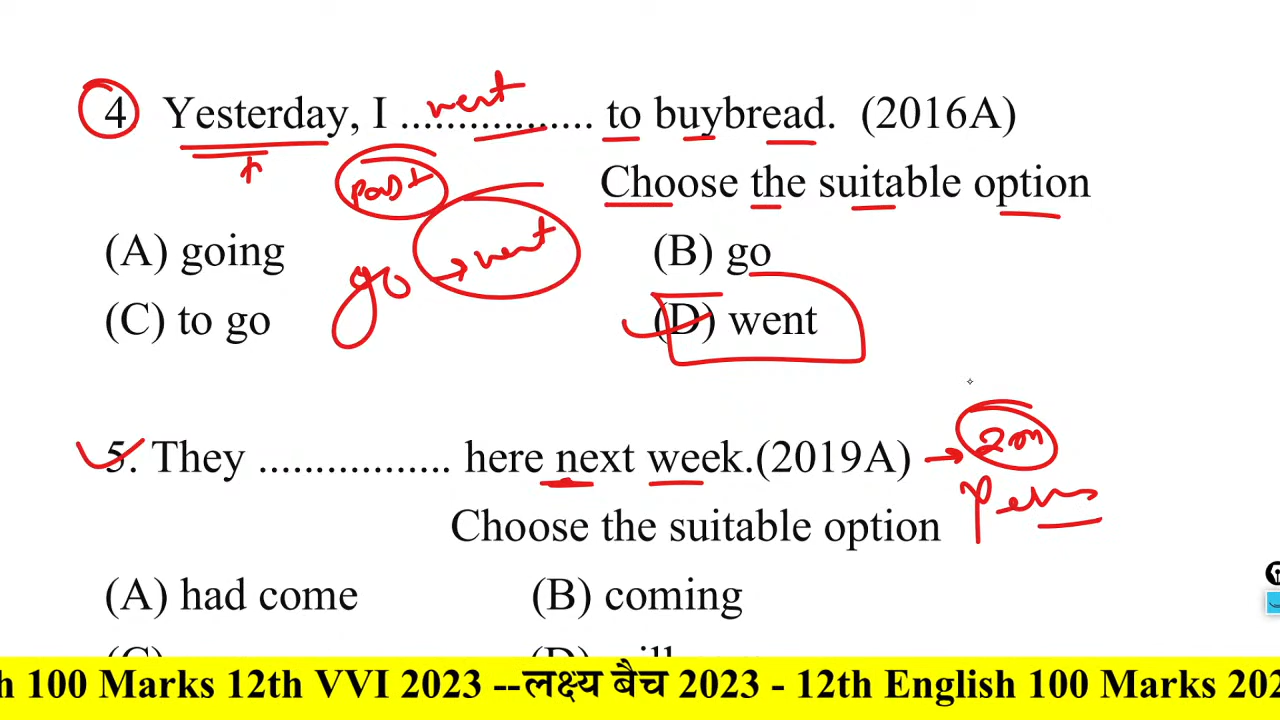 4 Yesterday, I .................. to buybread. (2016A)
went
past
Choose the suitable option
(A) going
(B) go
go → went
(C) to go
(D) went
5. They ................. here next week.(2019A) →
Choose the suitable option
(A) had come
(B) coming
(C)
(D)
h 100 Marks 12th VVI 2023 --लक्ष्य बैच 2023 - 12th English 100 Marks 202